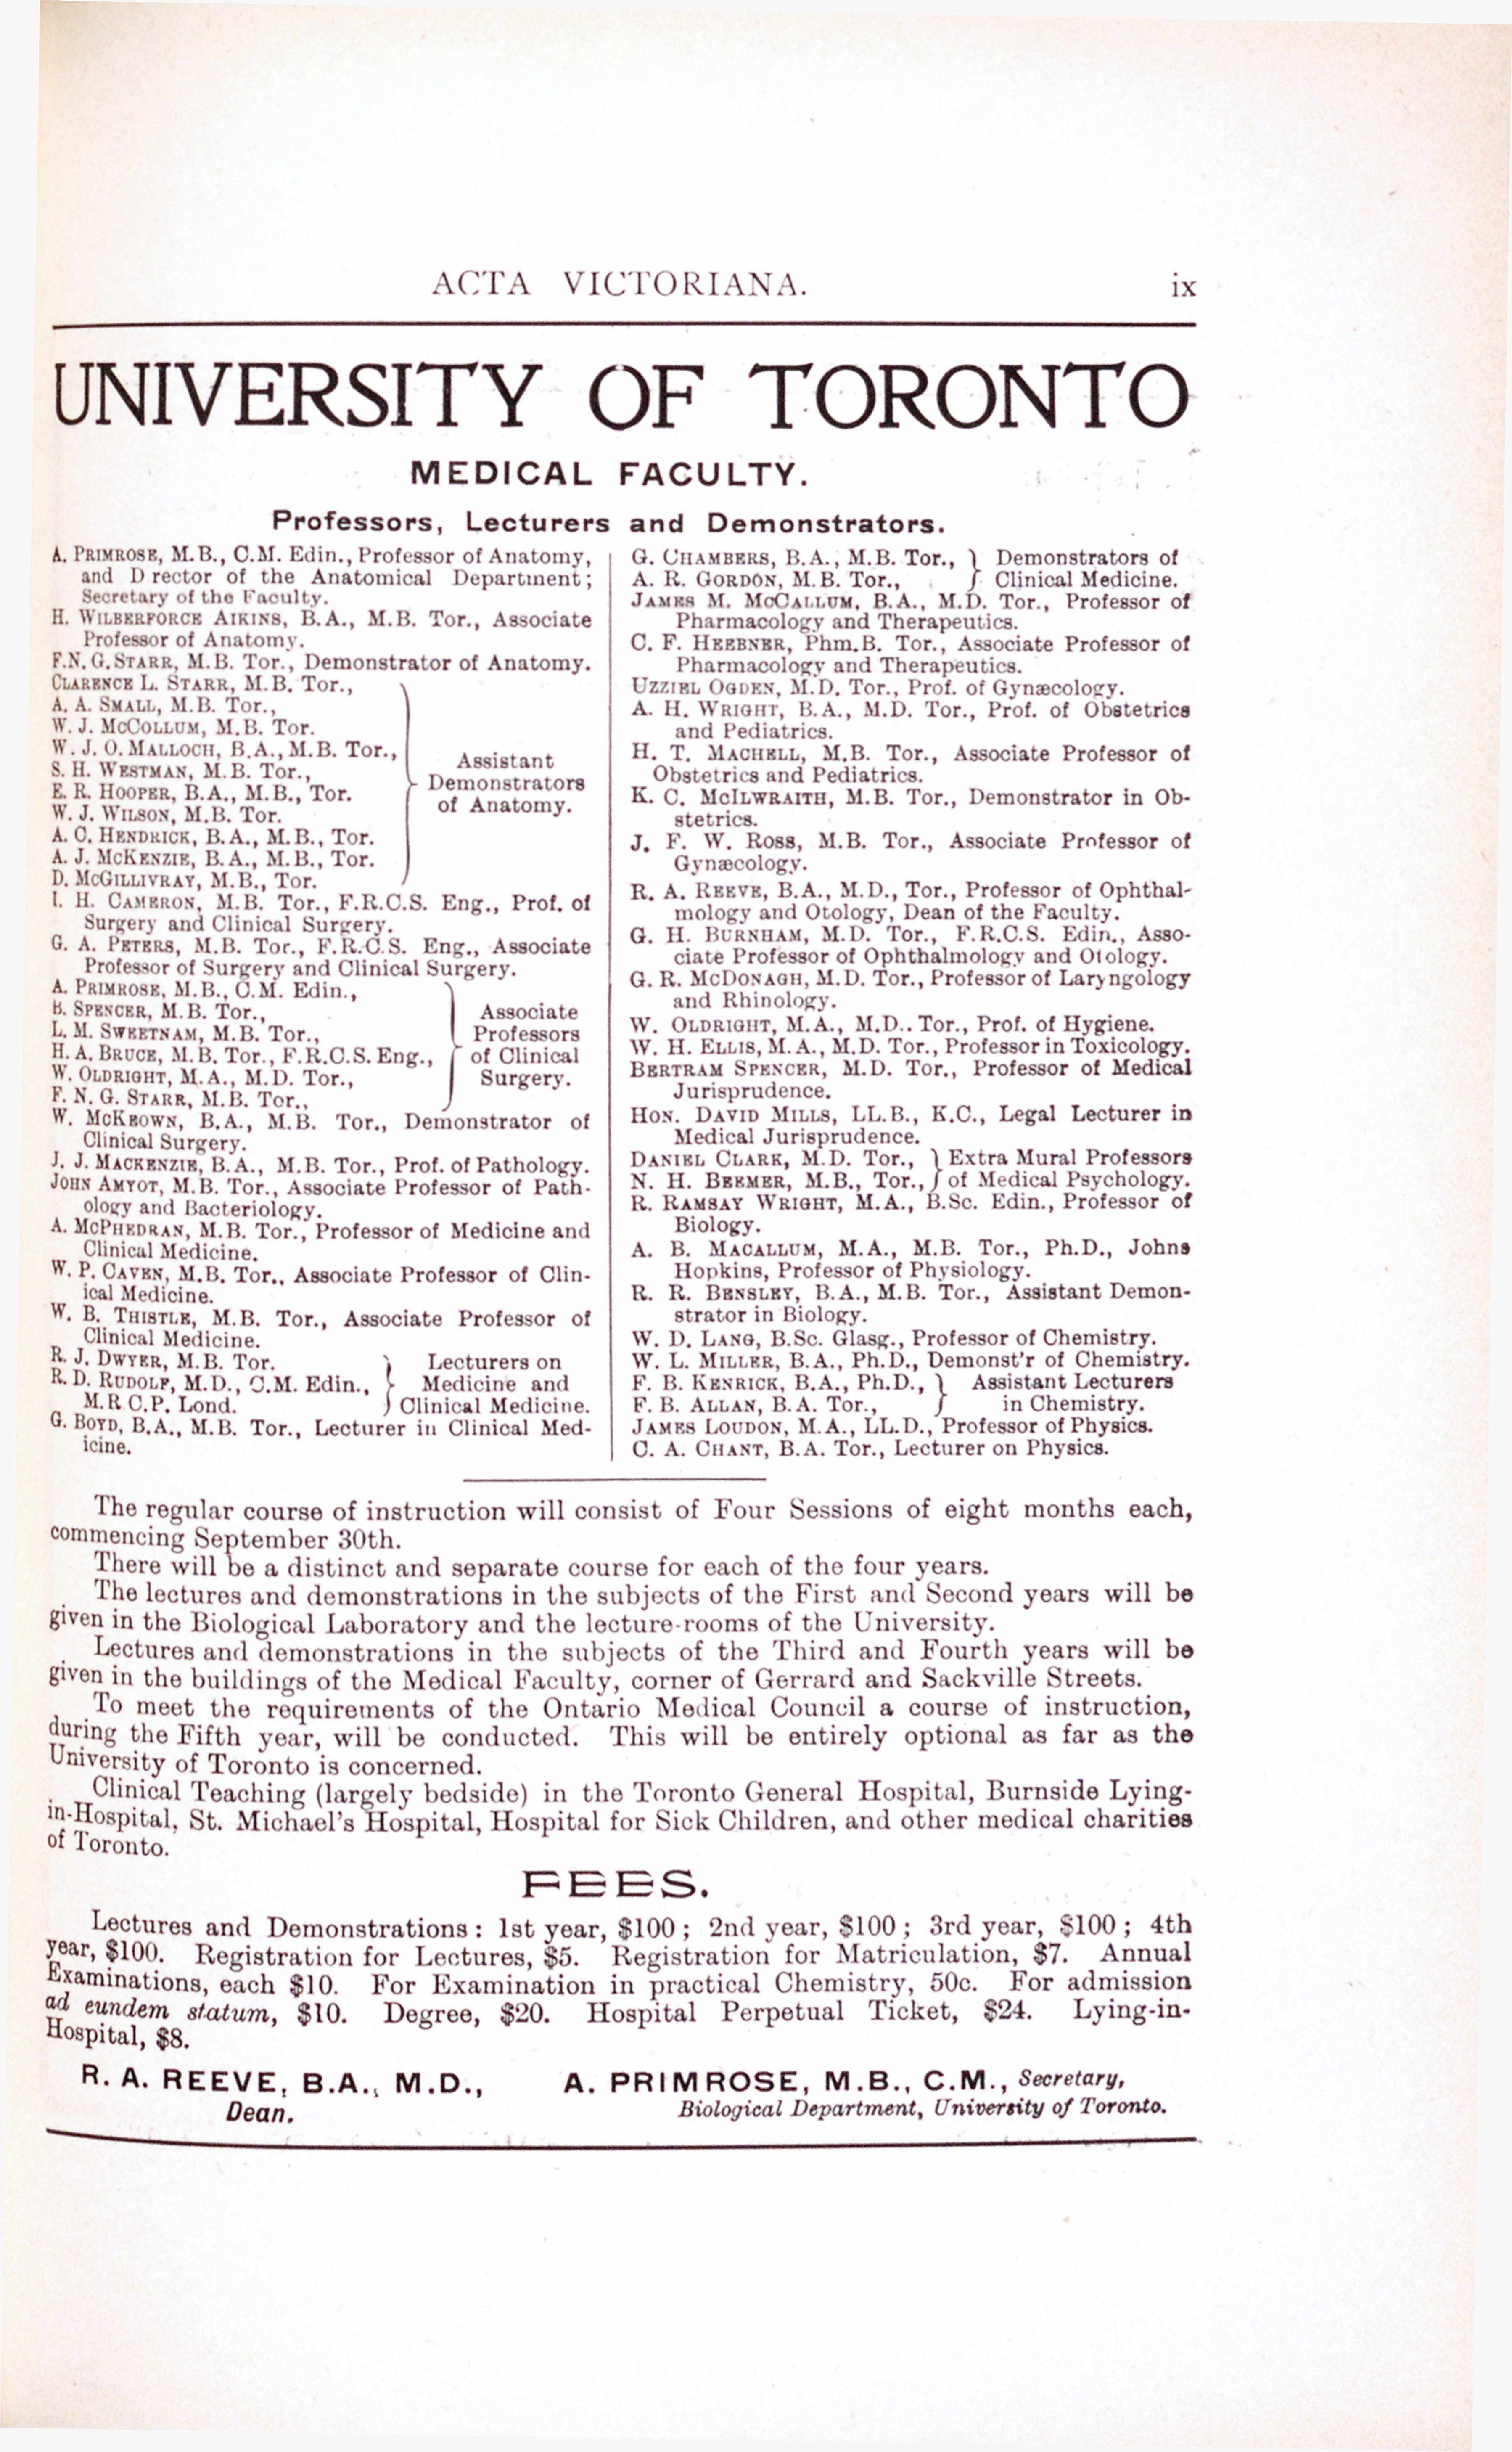 ACTA VICTORIANA. ix
UNIVERSITY OF TORONTO
MEDICAL FACULTY.
Professors, Lecturers and Demonstrators.
A. PRIMROSE, M.B., C.M. Edin., Professor of Anatomy,
and D rector of the Anatomical Department;
Secretary of the Faculty.
H. WILBERFORCE AIKINS, B.A., M.B. Tor., Associate
Professor of Anatomy.
F.N.G. STARR, M.B. Tor., Demonstrator of Anatomy.
CLARENCE L. STARR, M.B. Tor.,
A. A. SMALL, M.B. Tor.,
W. J. MCCOLLUM, M.B. Tor.
W. J. O. MALLOCH, B.A., M.B. Tor.,
S. H. WESTMAN, M.B. Tor.,
E. R. HOOPER, B.A., M.B., Tor.
W. J. WILSON, M.B. Tor.
A. C. HENDRICK, B.A., M.B., Tor.
A. J. MCKENZIE, B.A., M.B., Tor.
D. MCGILLIVRAY, M.B., Tor.
Assistant
Demonstrators
of Anatomy.
I. H. CAMERON, M.B. Tor., F.R.C.S. Eng., Prof. of
Surgery and Clinical Surgery.
G. A. PETERS, M.B. Tor., F.R.C.S. Eng., Associate
Professor of Surgery and Clinical Surgery.
A. PRIMROSE, M.B., C.M. Edin.,
B. SPENCER, M.B. Tor.,
L. M. SWEETNAM, M.B. Tor.,
H. A. BRUCE, M.B. Tor., F.R.C.S. Eng.,
W. OLDRIGHT, M.A., M.D. Tor.,
F. N. G. STARR, M.B. Tor.,
Associate
Professors
of Clinical
Surgery.
W. MCKEOWN, B.A., M.B. Tor., Demonstrator of
Clinical Surgery.
J. J. MACKENZIE, B.A., M.B. Tor., Prof. of Pathology.
JOHN AMYOT, M.B. Tor., Associate Professor of Path-
ology and Bacteriology.
A. MCPHEDRAN, M.B. Tor., Professor of Medicine and
Clinical Medicine.
W. P. CAVEN, M.B. Tor., Associate Professor of Clin-
ical Medicine.
W. B. THISTLE, M.B. Tor., Associate Professor of
Clinical Medicine.
R. J. DWYER, M.B. Tor.
R. D. RUDOLF, M.D., C.M. Edin.,
M.R C.P. Lond.
Lecturers on
Medicine and
Clinical Medicine.
G. BOYD, B.A., M.B. Tor., Lecturer in Clinical Med-
icine.
G. CHAMBERS, B.A., M.B. Tor.,
A. R. GORDON, M.B. Tor.,
Demonstrators of
Clinical Medicine.
JAMES M. MCCALLUM, B.A., M.D. Tor., Professor of
Pharmacology and Therapeutics.
C. F. HEEBNER, Phm.B. Tor., Associate Professor of
Pharmacology and Therapeutics.
UZZIEL OGDEN, M.D. Tor., Prof. of Gynæcology.
A. H. WRIGHT, B.A., M.D. Tor., Prof. of Obstetrics
and Pediatrics.
H. T. MACHELL, M.B. Tor., Associate Professor of
Obstetrics and Pediatrics.
K. C. MCILWRAITH, M.B. Tor., Demonstrator in Ob-
stetrics.
J. F. W. ROSS, M.B. Tor., Associate Professor of
Gynæcology.
R. A. REEVE, B.A., M.D., Tor., Professor of Ophthal-
mology and Otology, Dean of the Faculty.
G. H. BURNHAM, M.D. Tor., F.R.C.S. Edin., Asso-
ciate Professor of Ophthalmology and Otology.
G. R. MCDONAGH, M.D. Tor., Professor of Laryngology
and Rhinology.
W. OLDRIGHT, M.A., M.D.. Tor., Prof. of Hygiene.
W. H. ELLIS, M.A., M.D. Tor., Professor in Toxicology.
BERTRAM SPENCER, M.D. Tor., Professor of Medical
Jurisprudence.
HON. DAVID MILLS, LL.B., K.C., Legal Lecturer in
Medical Jurisprudence.
DANIEL CLARK, M.D. Tor.,
N. H. BEEMER, M.B., Tor.,
Extra Mural Professors
of Medical Psychology.
R. RAMSAY WRIGHT, M.A., B.Sc. Edin., Professor of
Biology.
A. B. MACALLUM, M.A., M.B. Tor., Ph.D., Johns
Hopkins, Professor of Physiology.
R. R. BENSLEY, B.A., M.B. Tor., Assistant Demon-
strator in Biology.
W. D. LANG, B.Sc. Glasg., Professor of Chemistry.
W. L. MILLER, B.A., Ph.D., Demonst'r of Chemistry.
F. B. KENRICK, B.A., Ph.D.,
F. B. ALLAN, B.A. Tor.,
Assistant Lecturers
in Chemistry.
JAMES LOUDON, M.A., LL.D., Professor of Physics.
C. A. CHANT, B.A. Tor., Lecturer on Physics.
The regular course of instruction will consist of Four Sessions of eight months each,
commencing September 30th.
There will be a distinct and separate course for each of the four years.
The lectures and demonstrations in the subjects of the First and Second years will be
given in the Biological Laboratory and the lecture-rooms of the University.
Lectures and demonstrations in the subjects of the Third and Fourth years will be
given in the buildings of the Medical Faculty, corner of Gerrard and Sackville Streets.
To meet the requirements of the Ontario Medical Council a course of instruction,
during the Fifth year, will be conducted. This will be entirely optional as far as the
University of Toronto is concerned.
Clinical Teaching (largely bedside) in the Toronto General Hospital, Burnside Lying-
in-Hospital, St. Michael's Hospital, Hospital for Sick Children, and other medical charities
of Toronto.
FEES.
Lectures and Demonstrations: 1st year, $100; 2nd year, $100; 3rd year, $100; 4th
year, $100. Registration for Lectures, $5. Registration for Matriculation, $7. Annual
Examinations, each $10. For Examination in practical Chemistry, 50c. For admission
ad eundem statum, $10. Degree, $20. Hospital Perpetual Ticket, $24. Lying-in-
Hospital, $8.
R. A. REEVE, B.A., M.D.,
Dean.
A. PRIMROSE, M.B., C.M., Secretary,
Biological Department, University of Toronto.